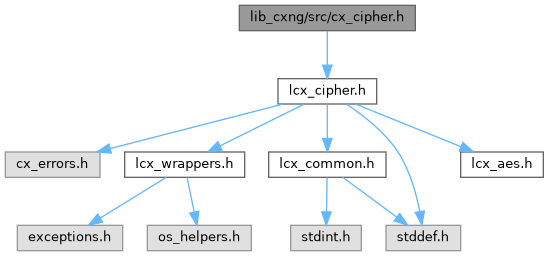 lib_cxng/src/cx_cipher.h
lcx_cipher.h
cx_errors.h
lcx_wrappers.h
lcx_common.h
lcx_aes.h
exceptions.h
os_helpers.h
stdint.h
stddef.h